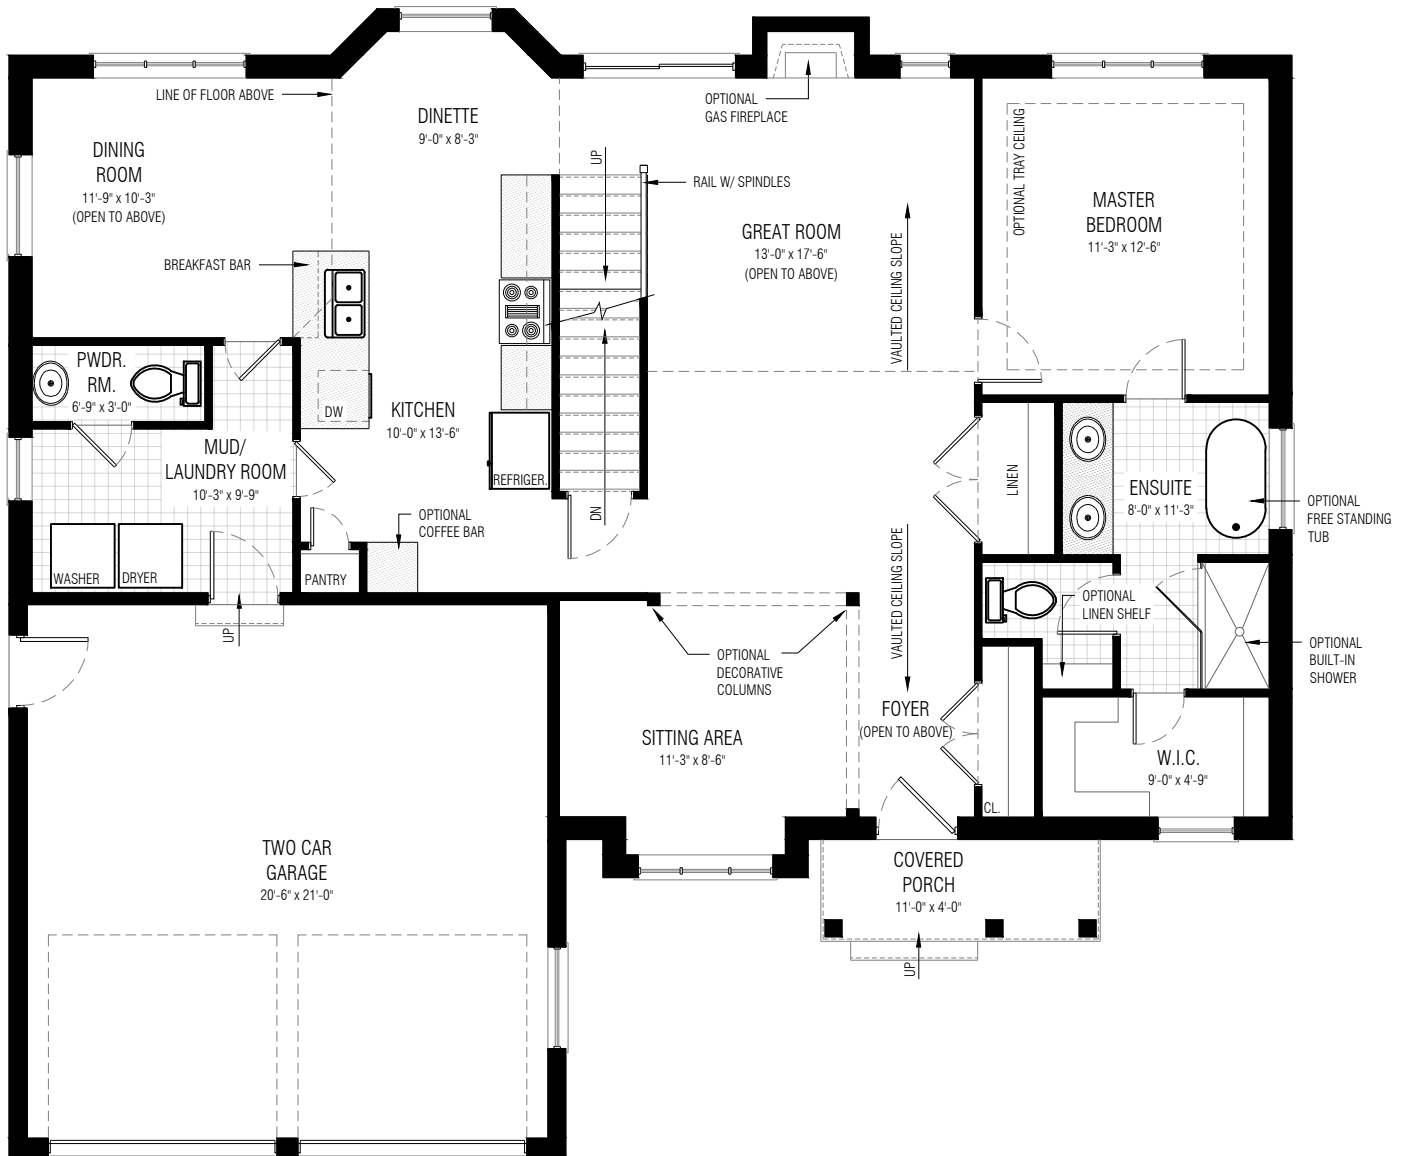 LINE OF FLOOR ABOVE
DINETTE
9'-0" x 8'-3"
OPTIONAL
GAS FIREPLACE
DINING
ROOM
11'-9" x 10'-3"
(OPEN TO ABOVE)
UP
RAIL W/ SPINDLES
OPTIONAL TRAY CEILING
MASTER
BEDROOM
11'-3" x 12'-6"
GREAT ROOM
13'-0" x 17'-6"
(OPEN TO ABOVE)
VAULTED CEILING SLOPE
BREAKFAST BAR
PWDR.
RM.
6'-9" x 3'-0"
DW
KITCHEN
10'-0" x 13'-6"
MUD/
LAUNDRY ROOM
10'-3" x 9'-9"
REFRIGER.
LINEN
ENSUITE
8'-0" x 11'-3"
OPTIONAL
FREE STANDING
TUB
DN
OPTIONAL
COFFEE BAR
VAULTED CEILING SLOPE
WASHER
DRYER
PANTRY
OPTIONAL
LINEN SHELF
UP
OPTIONAL
DECORATIVE
COLUMNS
OPTIONAL
BUILT-IN
SHOWER
FOYER
(OPEN TO ABOVE)
SITTING AREA
11'-3" x 8'-6"
W.I.C.
9'-0" x 4'-9"
CL.
TWO CAR
GARAGE
20'-6" x 21'-0"
COVERED
PORCH
11'-0" x 4'-0"
UP